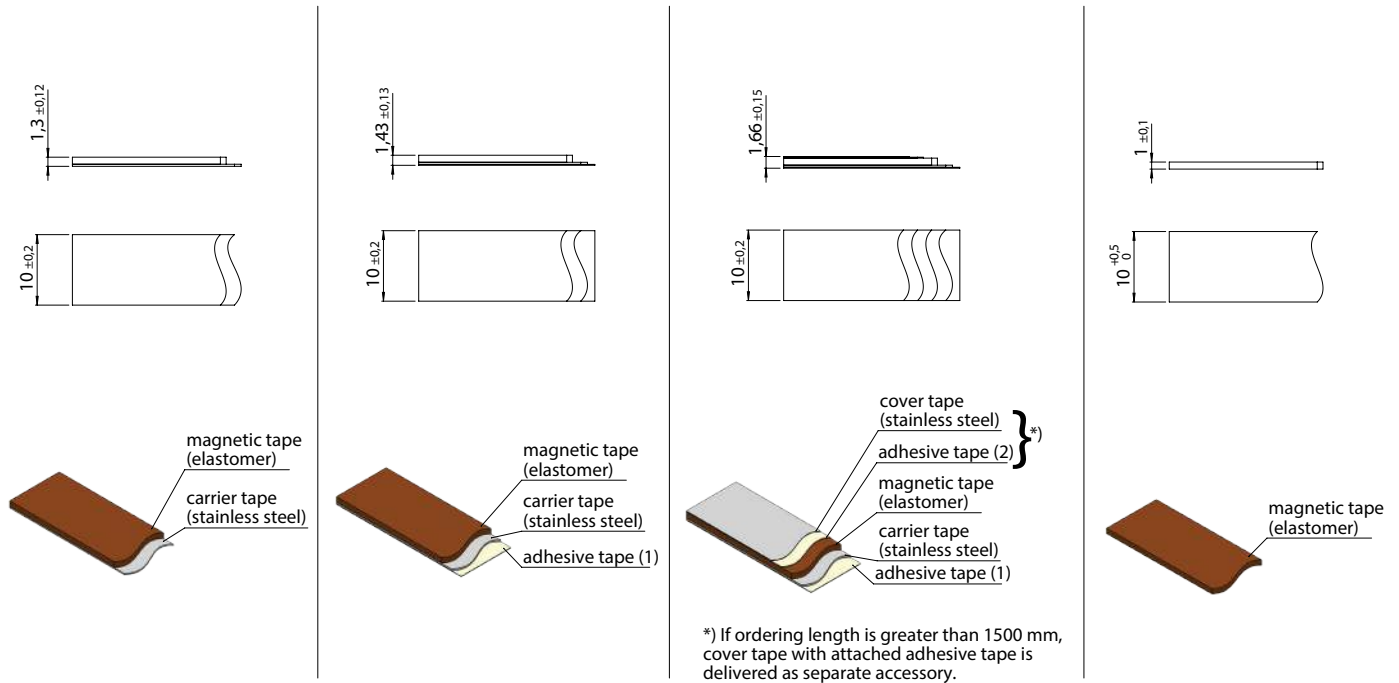 1,3 ±0,12
10 ±0,2
magnetic tape
(elastomer)
carrier tape
(stainless steel)
1,43 ±0,13
10 ±0,2
magnetic tape
(elastomer)
carrier tape
(stainless steel)
adhesive tape (1)
1,66 ±0,15
10 ±0,2
cover tape
(stainless steel)
adhesive tape (2)
}*)
magnetic tape
(elastomer)
carrier tape
(stainless steel)
adhesive tape (1)
*) If ordering length is greater than 1500 mm,
cover tape with attached adhesive tape is
delivered as separate accessory.
1 ±0,1
10 +0,5 0
magnetic tape
(elastomer)